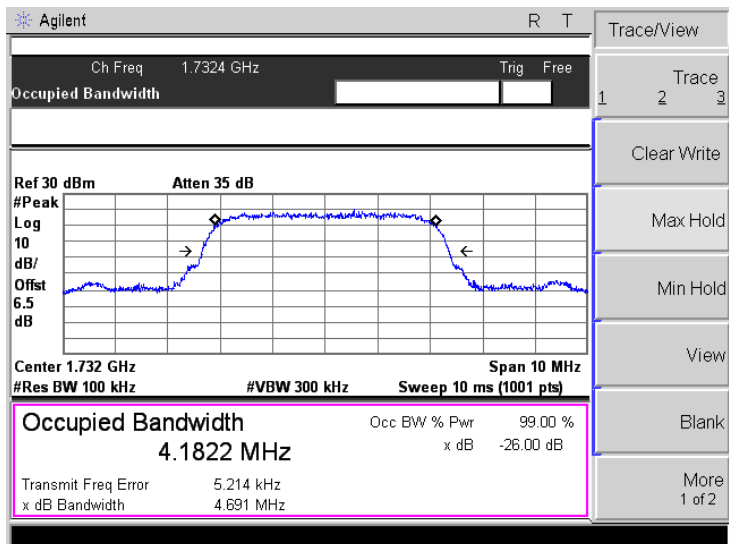 Agilent R T
Ch Freq 1.7324 GHz Trig Free
Occupied Bandwidth
Ref 30 dBm Atten 35 dB
#Peak
Log
10
dB/
Offst
6.5
dB
Center 1.732 GHz Span 10 MHz
#Res BW 100 kHz #VBW 300 kHz Sweep 10 ms (1001 pts)
Occupied Bandwidth
4.1822 MHz
Occ BW % Pwr 99.00 %
x dB -26.00 dB
Transmit Freq Error 5.214 kHz
x dB Bandwidth 4.691 MHz
Trace/View
Trace
1 2 3
Clear Write
Max Hold
Min Hold
View
Blank
More
1 of 2